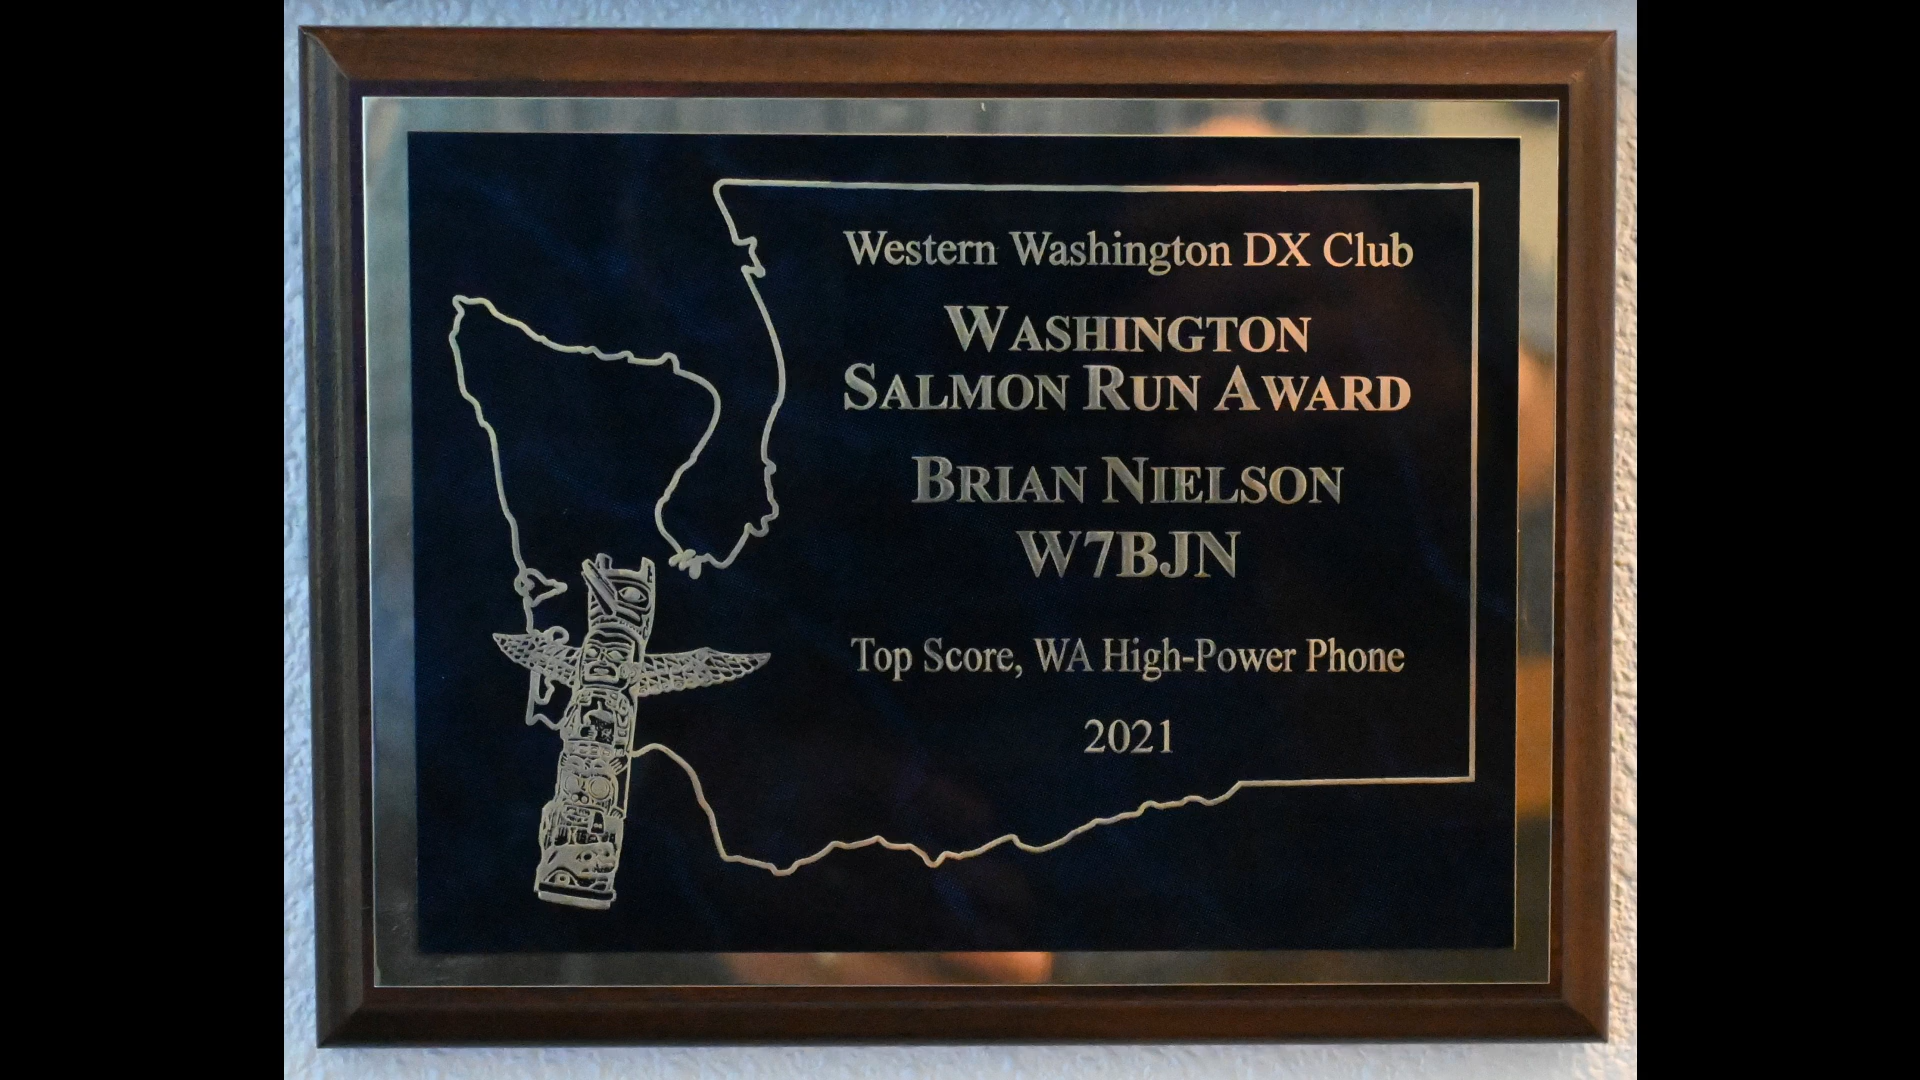 Western Washington DX Club
WASHINGTON
SALMON RUN AWARD
BRIAN NIELSON
W7BJN
Top Score, WA High-Power Phone
2021